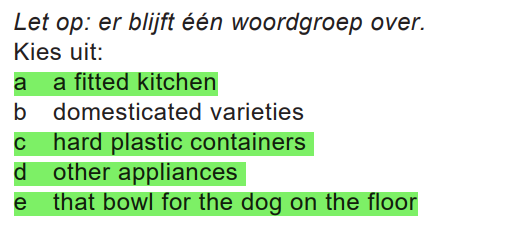 Let op: er blijft één woordgroep over.
Kies uit:
a a fitted kitchen
b domesticated varieties
c hard plastic containers
d other appliances
e that bowl for the dog on the floor